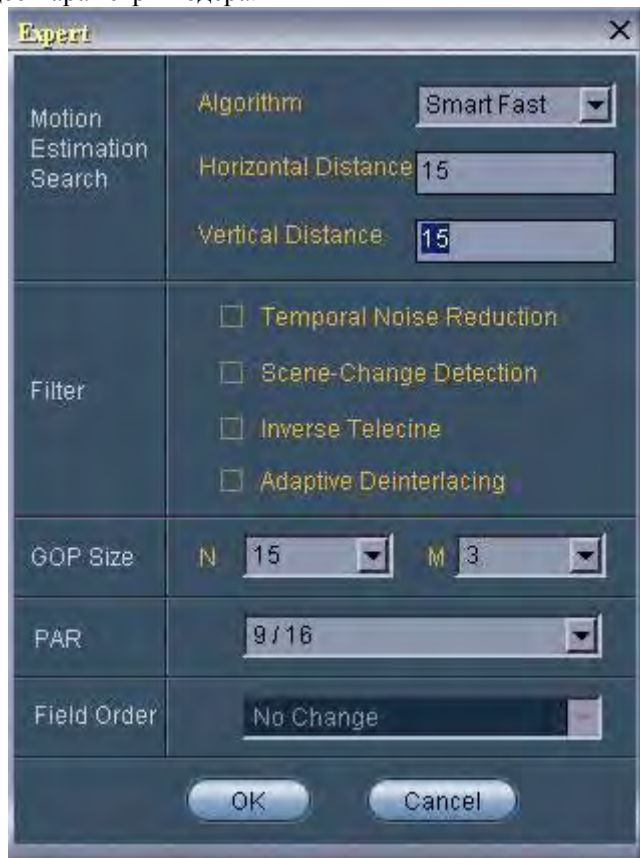 Expert
Motion
Estimation
Search
Algorithm
Smart Fast
Horizontal Distance 15
Vertical Distance 15
Filter
Temporal Noise Reduction
Scene-Change Detection
Inverse Telecine
Adaptive Deinterlacing
GOP Size N 15 M 3
PAR 9 / 16
Field Order No Change
OK Cancel